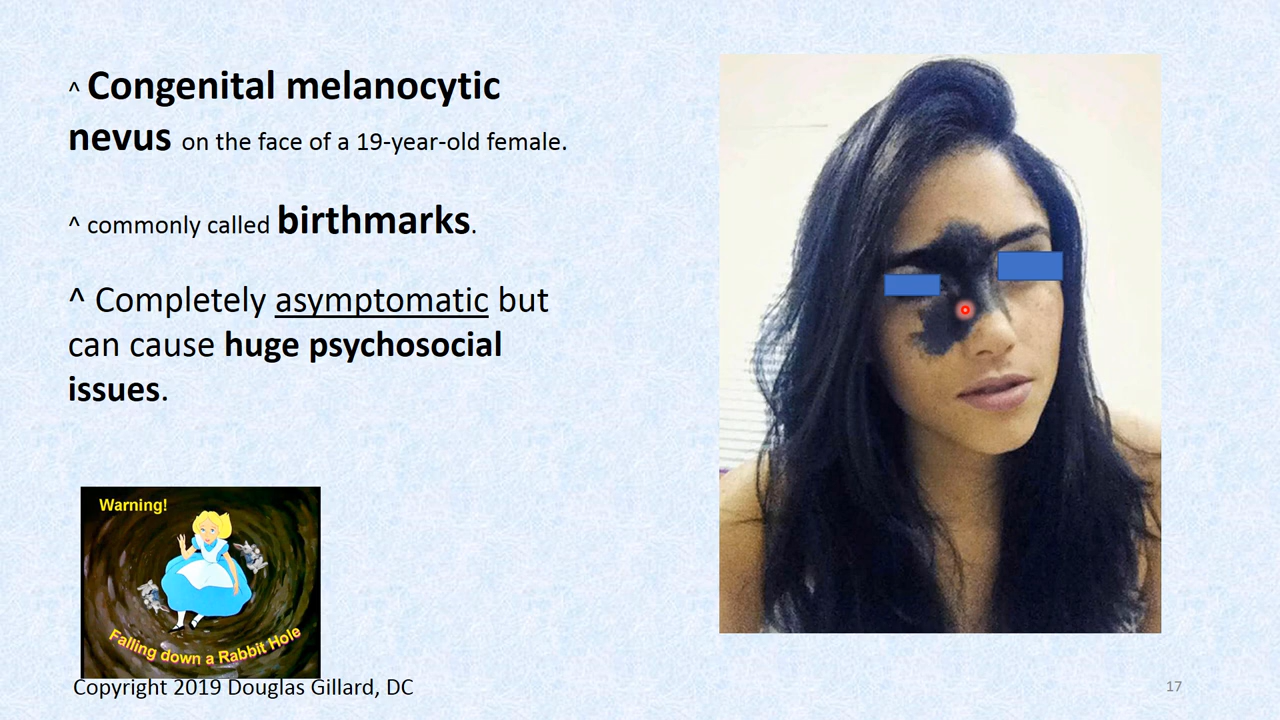 ^ Congenital melanocytic
nevus on the face of a 19-year-old female.
^ commonly called birthmarks.
^ Completely asymptomatic but
can cause huge psychosocial
issues.
Warning!
Falling down a Rabbit Hole
Copyright 2019 Douglas Gillard, DC
17